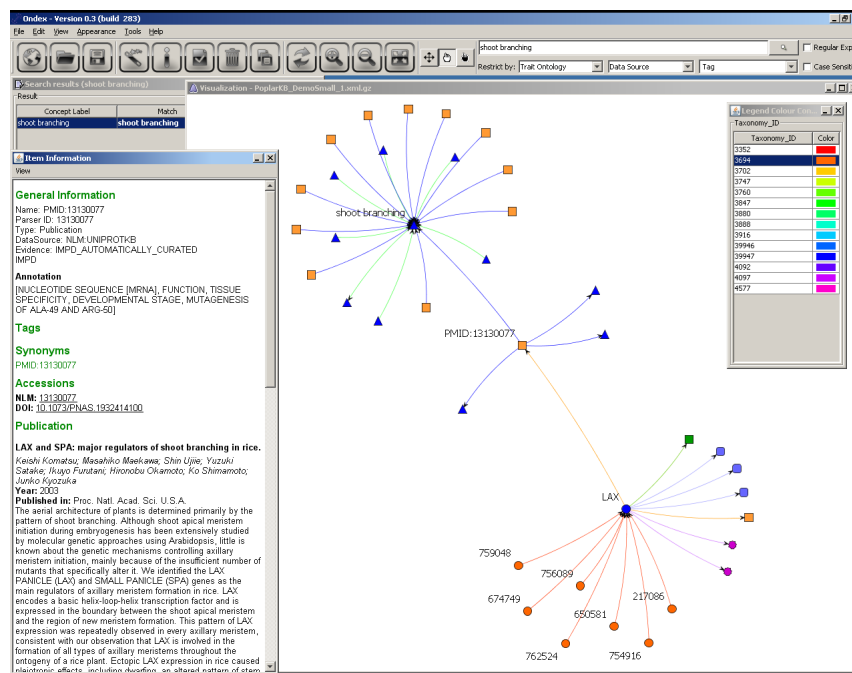 Ondex - Version 0.3 (build 283)
File Edit View Appearance Tools Help
shoot branching
Regular Exp
Restrict by: Trait Ontology Data Source Tag Case Sensiti
Search results (shoot branching)
Result
Concept Label Match
shoot branching shoot branching
Visualization - PoplarKB_DemoSmall_1.xml.gz
Item Information
View
General Information
Name: PMID:13130077
Parser ID: 13130077
Type: Publication
DataSource: NLM:UNIPROTKB
Evidence: IMPD_AUTOMATICALLY_CURATED
IMPD
Annotation
[NUCLEOTIDE SEQUENCE [MRNA], FUNCTION, TISSUE
SPECIFICITY, DEVELOPMENTAL STAGE, MUTAGENESIS
OF ALA-49 AND ARG-50]
Tags
Synonyms
PMID:13130077
Accessions
NLM: 13130077
DOI: 10.1073/PNAS.1932414100
Publication
LAX and SPA: major regulators of shoot branching in rice.
Keishi Komatsu; Masahiko Maekawa; Shin Ujiie; Yuzuki
Satake; Ikuyo Furutani; Hironobu Okamoto; Ko Shimamoto;
Junko Kyozuka
Year: 2003
Published in: Proc. Natl. Acad. Sci. U.S.A.
The aerial architecture of plants is determined primarily by the
pattern of shoot branching. Although shoot apical meristem
initiation during embryogenesis has been extensively studied
by molecular genetic approaches using Arabidopsis, little is
known about the genetic mechanisms controlling axillary
meristem initiation, mainly because of the insufficient number of
mutants that specifically alter it. We identified the LAX
PANICLE (LAX) and SMALL PANICLE (SPA) genes as the
main regulators of axillary meristem formation in rice. LAX
encodes a basic helix-loop-helix transcription factor and is
expressed in the boundary between the shoot apical meristem
and the region of new meristem formation. This pattern of LAX
expression was repeatedly observed in every axillary meristem,
consistent with our observation that LAX is involved in the
formation of all types of axillary meristems throughout the
ontogeny of a rice plant. Ectopic LAX expression in rice caused
pleiotropic effects, including dwarfing, an altered pattern of stem
shoot branching
PMID:13130077
LAX
759048
756089
674749
217086
650581
762524
754916
Legend Colour
Taxonomy_ID
Taxonomy_ID Color
3352
3694
3702
3747
3760
3847
3880
3888
3916
39946
39947
4092
4097
4577